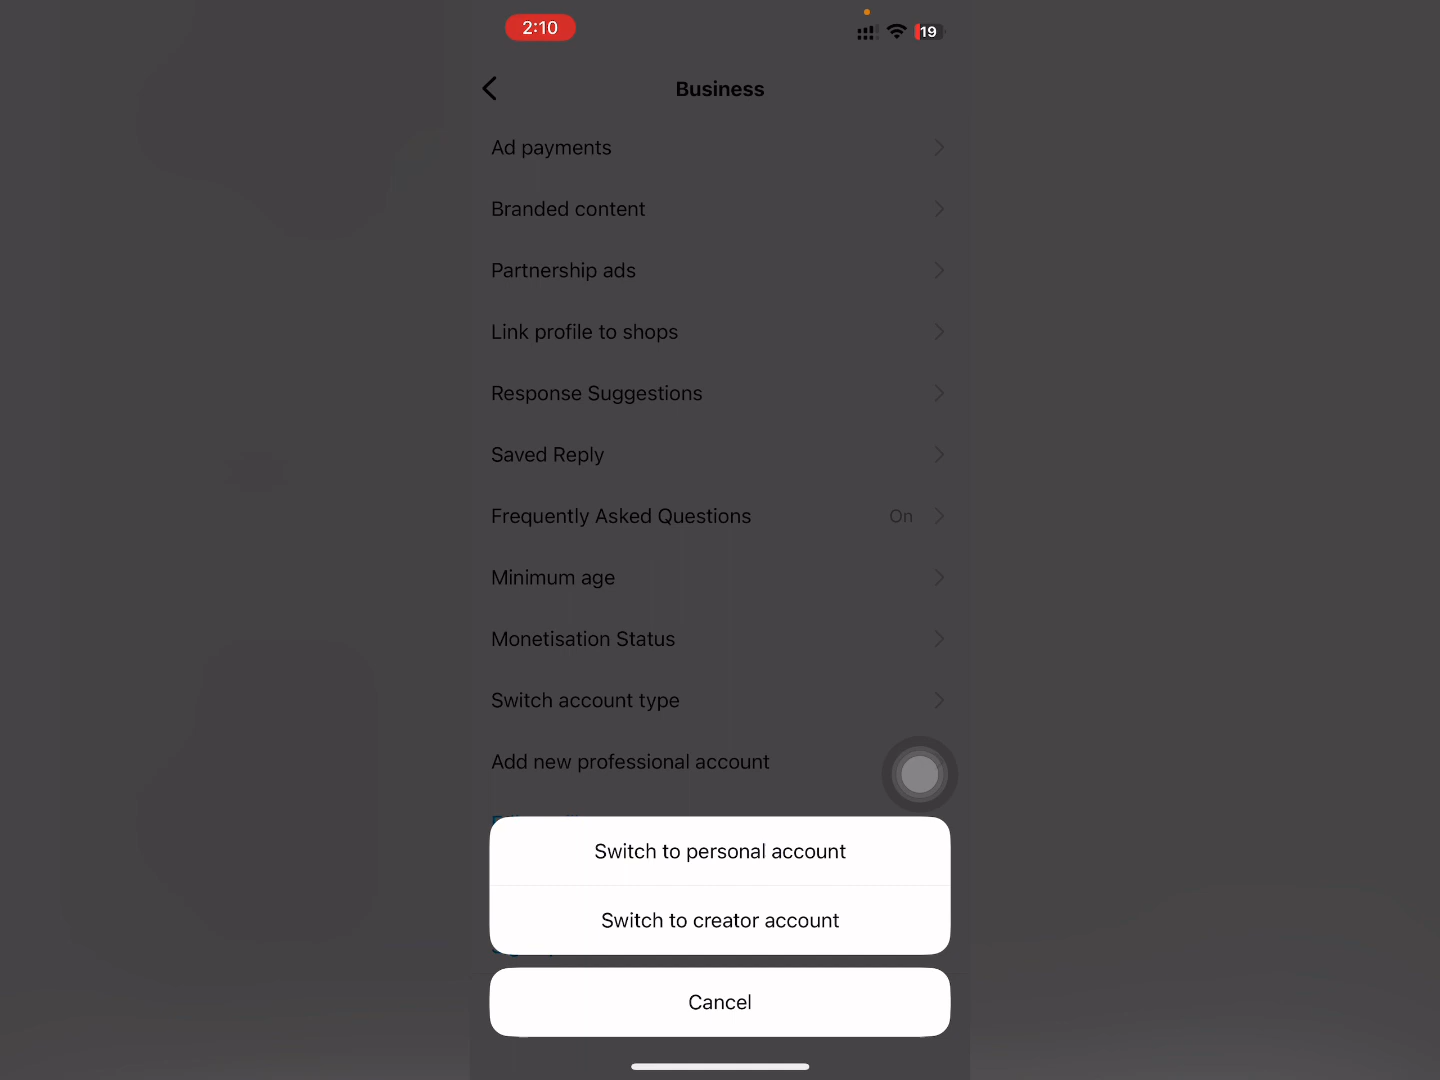 2:10
19
Business
Ad payments
Branded content
Partnership ads
Link profile to shops
Response Suggestions
Saved Reply
Frequently Asked Questions On
Minimum age
Monetisation Status
Switch account type
Add new professional account
Switch to personal account
Switch to creator account
Cancel